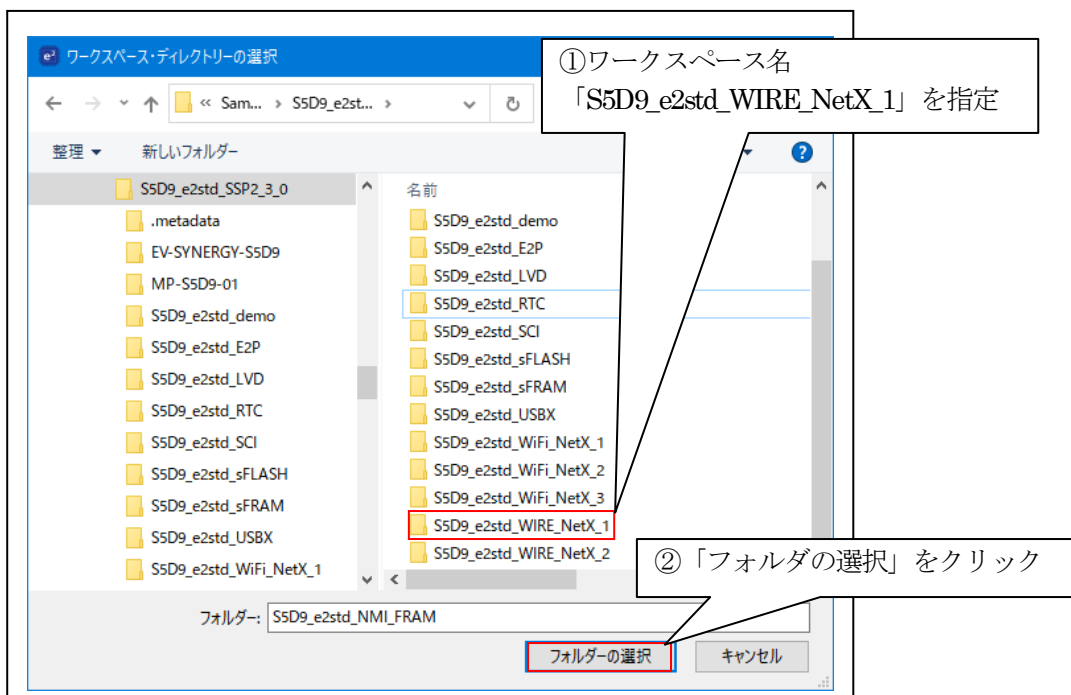 ワークスペース・ディレクトリーの選択
①ワークスペース名
「S5D9_e2std_WIRE_NetX_1」を指定
« Sam... › S5D9_e2st... ›
整理 新しいフォルダー
S5D9_e2std_SSP2_3_0
.metadata
EV-SYNERGY-S5D9
MP-S5D9-01
S5D9_e2std_demo
S5D9_e2std_E2P
S5D9_e2std_LVD
S5D9_e2std_RTC
S5D9_e2std_SCI
S5D9_e2std_sFLASH
S5D9_e2std_sFRAM
S5D9_e2std_USBX
S5D9_e2std_WiFi_NetX_1
名前
S5D9_e2std_demo
S5D9_e2std_E2P
S5D9_e2std_LVD
S5D9_e2std_RTC
S5D9_e2std_SCI
S5D9_e2std_sFLASH
S5D9_e2std_sFRAM
S5D9_e2std_USBX
S5D9_e2std_WiFi_NetX_1
S5D9_e2std_WiFi_NetX_2
S5D9_e2std_WiFi_NetX_3
S5D9_e2std_WIRE_NetX_1
S5D9_e2std_WIRE_NetX_2
②「フォルダの選択」をクリック
フォルダー: S5D9_e2std_NMI_FRAM
フォルダーの選択 キャンセル